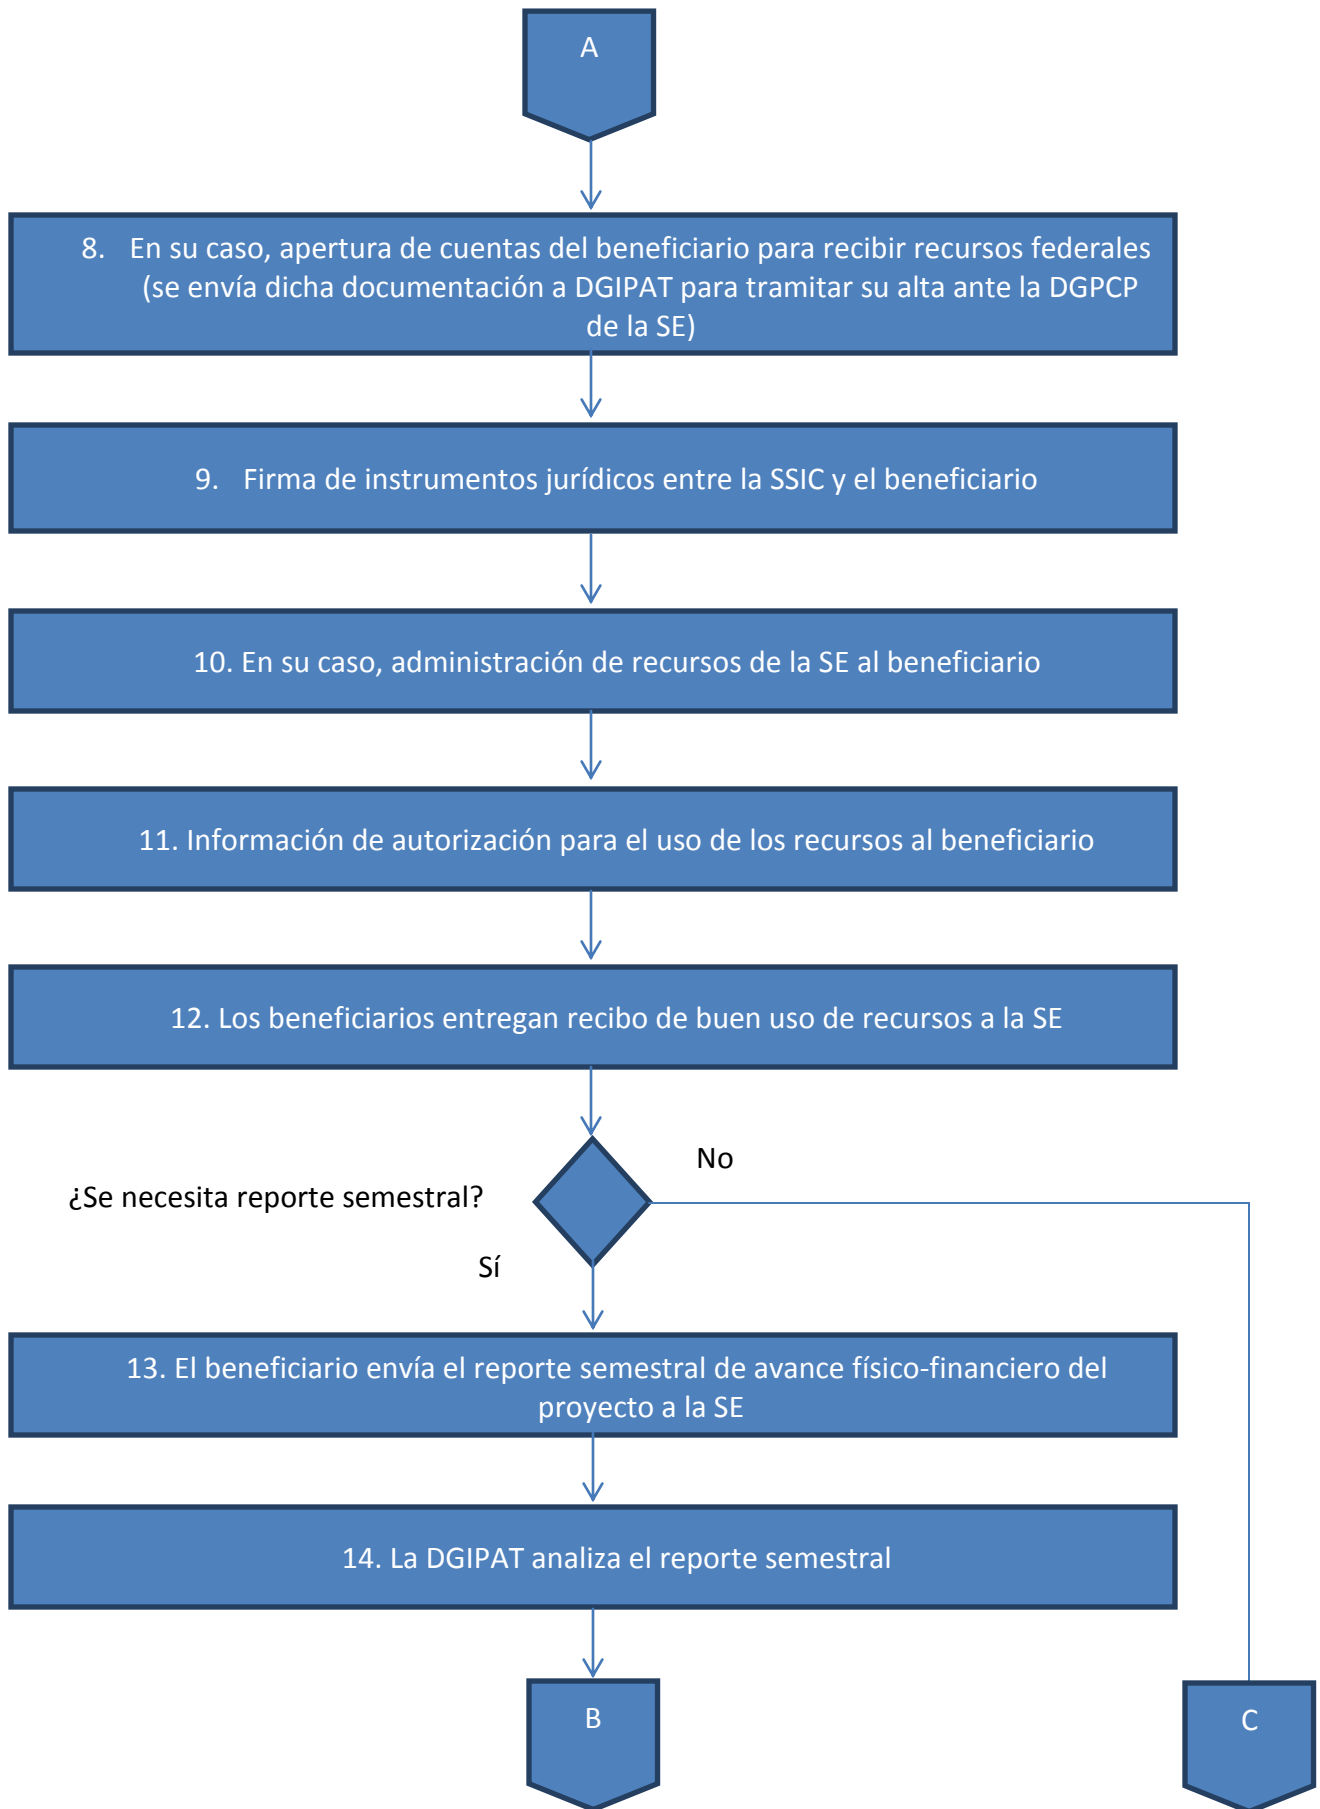 A
8. En su caso, apertura de cuentas del beneficiario para recibir recursos federales
(se envía dicha documentación a DGIPAT para tramitar su alta ante la DGPCP
de la SE)
9. Firma de instrumentos jurídicos entre la SSIC y el beneficiario
10. En su caso, administración de recursos de la SE al beneficiario
11. Información de autorización para el uso de los recursos al beneficiario
12. Los beneficiarios entregan recibo de buen uso de recursos a la SE
No
¿Se necesita reporte semestral?
Sí
13. El beneficiario envía el reporte semestral de avance físico-financiero del
proyecto a la SE
14. La DGIPAT analiza el reporte semestral
B
C